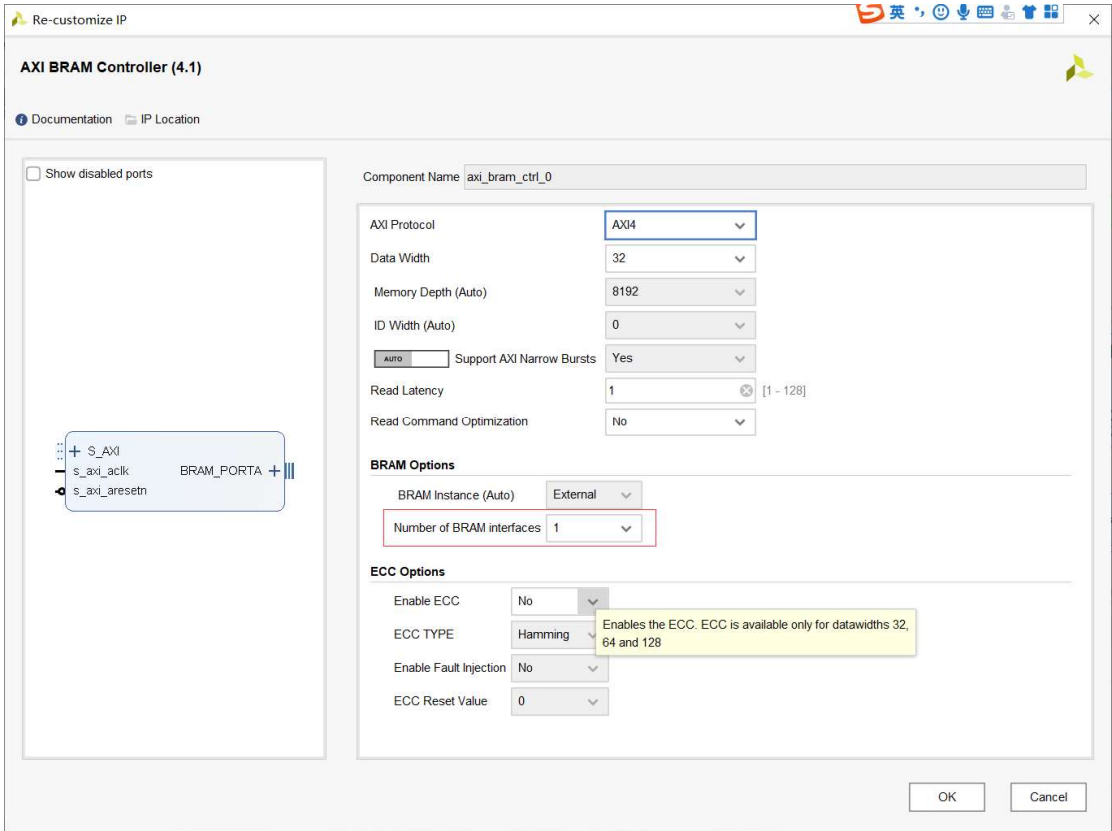 Re-customize IP
英
AXI BRAM Controller (4.1)
Documentation IP Location
Show disabled ports
S_AXI
s_axi_aclk BRAM_PORTA
s_axi_aresetn
Component Name axi_bram_ctrl_0
AXI Protocol AXI4
Data Width 32
Memory Depth (Auto) 8192
ID Width (Auto) 0
AUTO Support AXI Narrow Bursts Yes
Read Latency 1 [1 - 128]
Read Command Optimization No
BRAM Options
BRAM Instance (Auto) External
Number of BRAM interfaces 1
ECC Options
Enable ECC No
Enables the ECC. ECC is available only for datawidths 32,
64 and 128
ECC TYPE Hamming
Enable Fault Injection No
ECC Reset Value 0
OK Cancel